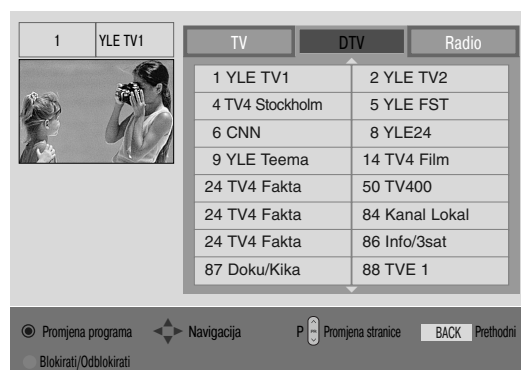 1 YLE TV1
TV DTV Radio
1 YLE TV1 2 YLE TV2
4 TV4 Stockholm 5 YLE FST
6 CNN 8 YLE24
9 YLE Teema 14 TV4 Film
24 TV4 Fakta 50 TV400
24 TV4 Fakta 84 Kanal Lokal
24 TV4 Fakta 86 Info/3sat
87 Doku/Kika 88 TVE 1
Promjena programa Navigacija P PR Promjena stranice BACK Prethodni
Blokirati/Odblokirati